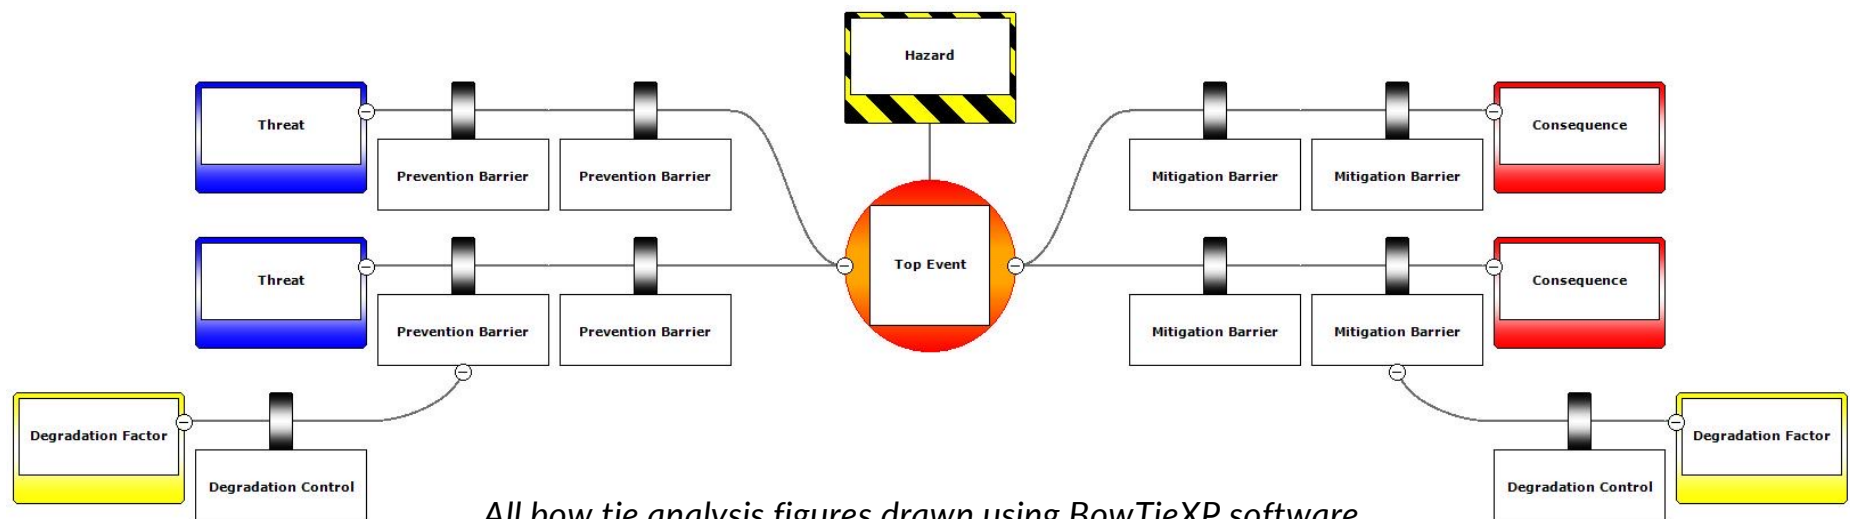 Hazard
Threat
Prevention Barrier
Prevention Barrier
Mitigation Barrier
Mitigation Barrier
Consequence
Top Event
Threat
Prevention Barrier
Prevention Barrier
Mitigation Barrier
Mitigation Barrier
Consequence
Degradation Factor
Degradation Control
Degradation Control
Degradation Factor
All bow tie analysis figures drawn using BowTieXP software